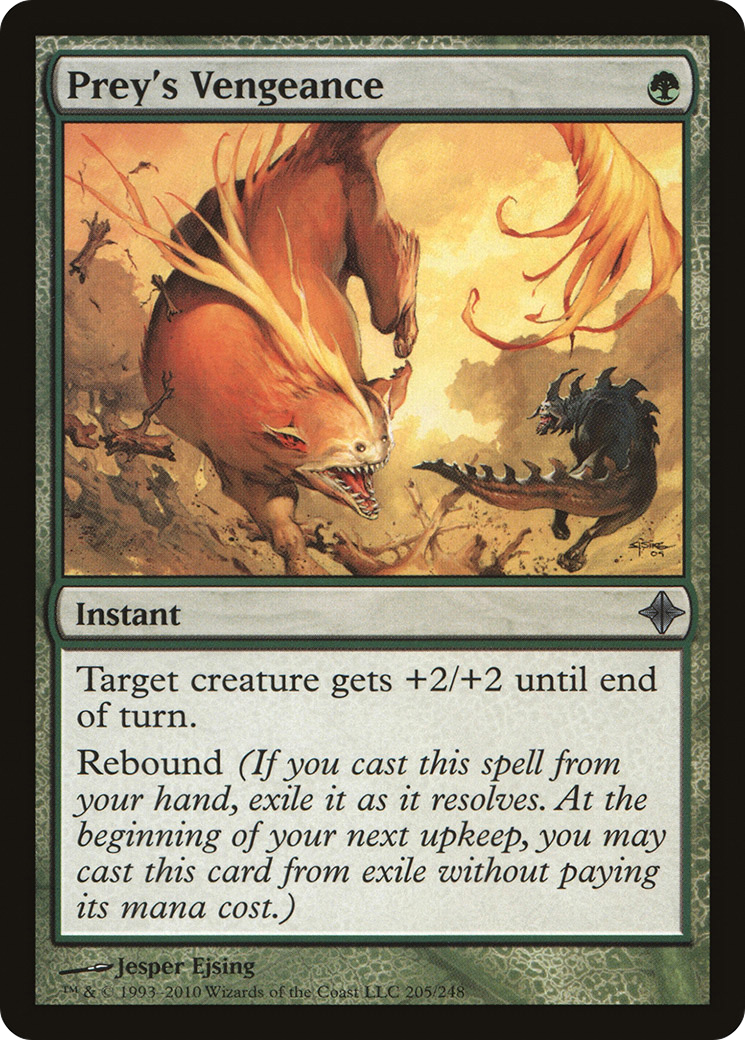 Prey's Vengeance
Instant
Target creature gets +2/+2 until end
of turn.
Rebound (If you cast this spell from
your hand, exile it as it resolves. At the
beginning of your next upkeep, you may
cast this card from exile without paying
its mana cost.)
Jesper Ejsing
™ & © 1993–2010 Wizards of the Coast LLC 205/248